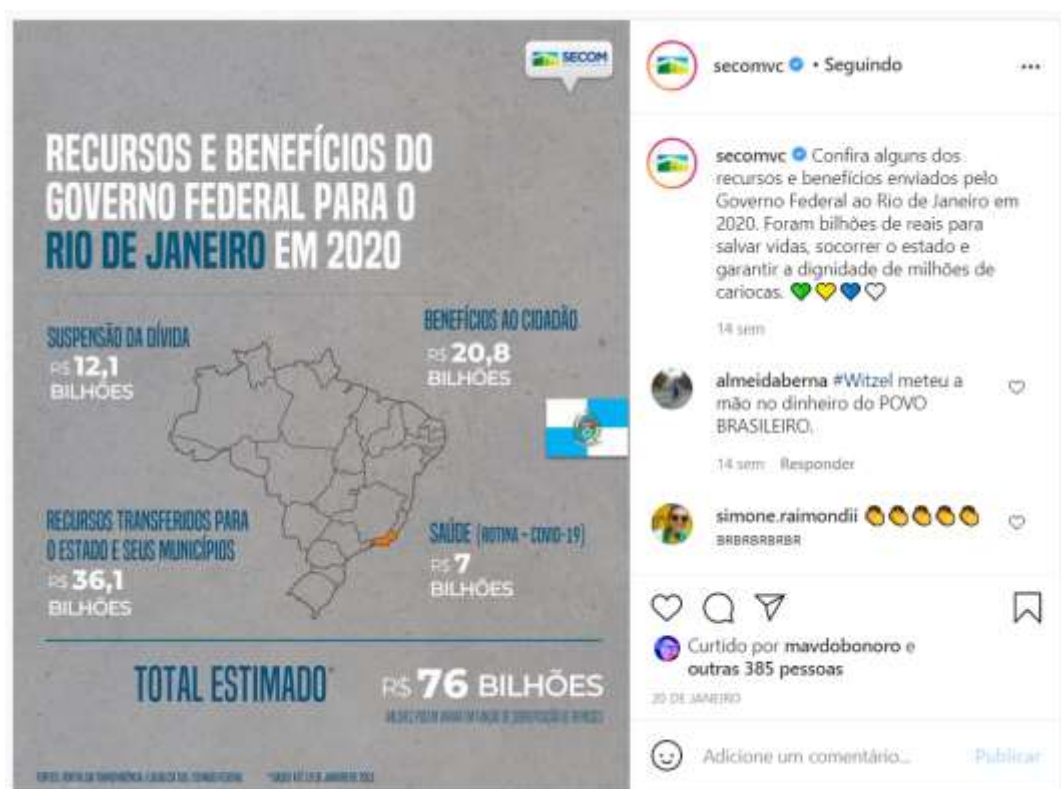 SECOM
RECURSOS E BENEFÍCIOS DO
GOVERNO FEDERAL PARA O
RIO DE JANEIRO EM 2020
SUSPENSÃO DA DÍVIDA
R$ 12,1
BILHÕES
BENEFÍCIOS AO CIDADÃO
R$ 20,8
BILHÕES
RECURSOS TRANSFERIDOS PARA
O ESTADO E SEUS MUNICÍPIOS
R$ 36,1
BILHÕES
SAÚDE (ROTINA + COVID-19)
R$ 7
BILHÕES
TOTAL ESTIMADO*
R$ 76 BILHÕES
secomvc • Seguindo
secomvc Confira alguns dos
recursos e benefícios enviados pelo
Governo Federal ao Rio de Janeiro em
2020. Foram bilhões de reais para
salvar vidas, socorrer o estado e
garantir a dignidade de milhões de
cariocas. 💚💛💙🤍
14 sem
almeidaberna #Witzel meteu a
mão no dinheiro do POVO
BRASILEIRO.
14 sem Responder
simone.raimondii 👏👏👏👏👏
BRBRBRBRBR
Curtido por mavdobonoro e
outras 385 pessoas
20 DE JANEIRO
Adicione um comentário... Publicar